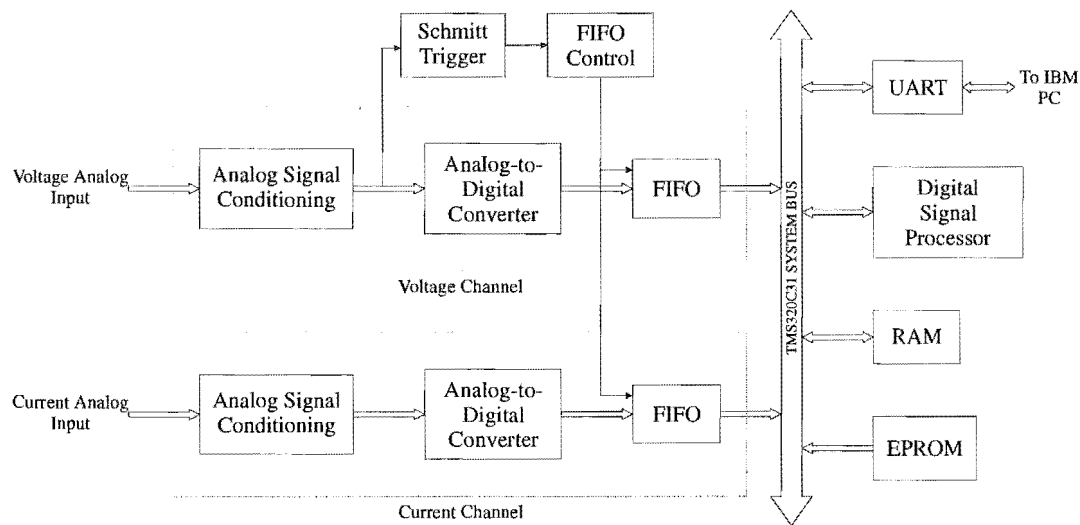 Schmitt
Trigger
FIFO
Control
UART
To IBM
PC
Voltage Analog
Input
Analog Signal
Conditioning
Analog-to-
Digital
Converter
FIFO
TMS320C31 SYSTEM BUS
Digital
Signal
Processor
Voltage Channel
RAM
Current Analog
Input
Analog Signal
Conditioning
Analog-to-
Digital
Converter
FIFO
EPROM
Current Channel